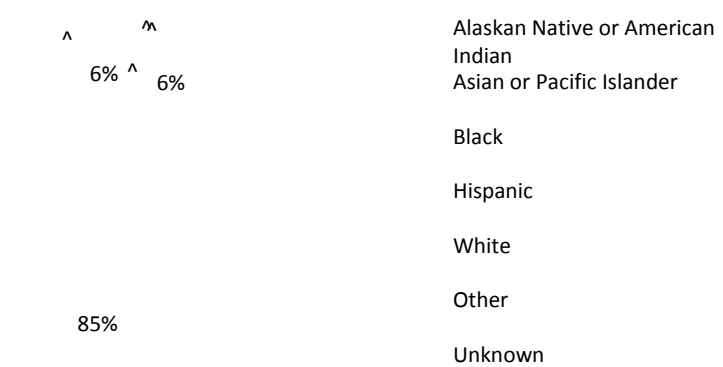 ^ ^^
6% ^ 6%
85%
Alaskan Native or American
Indian
Asian or Pacific Islander
Black
Hispanic
White
Other
Unknown